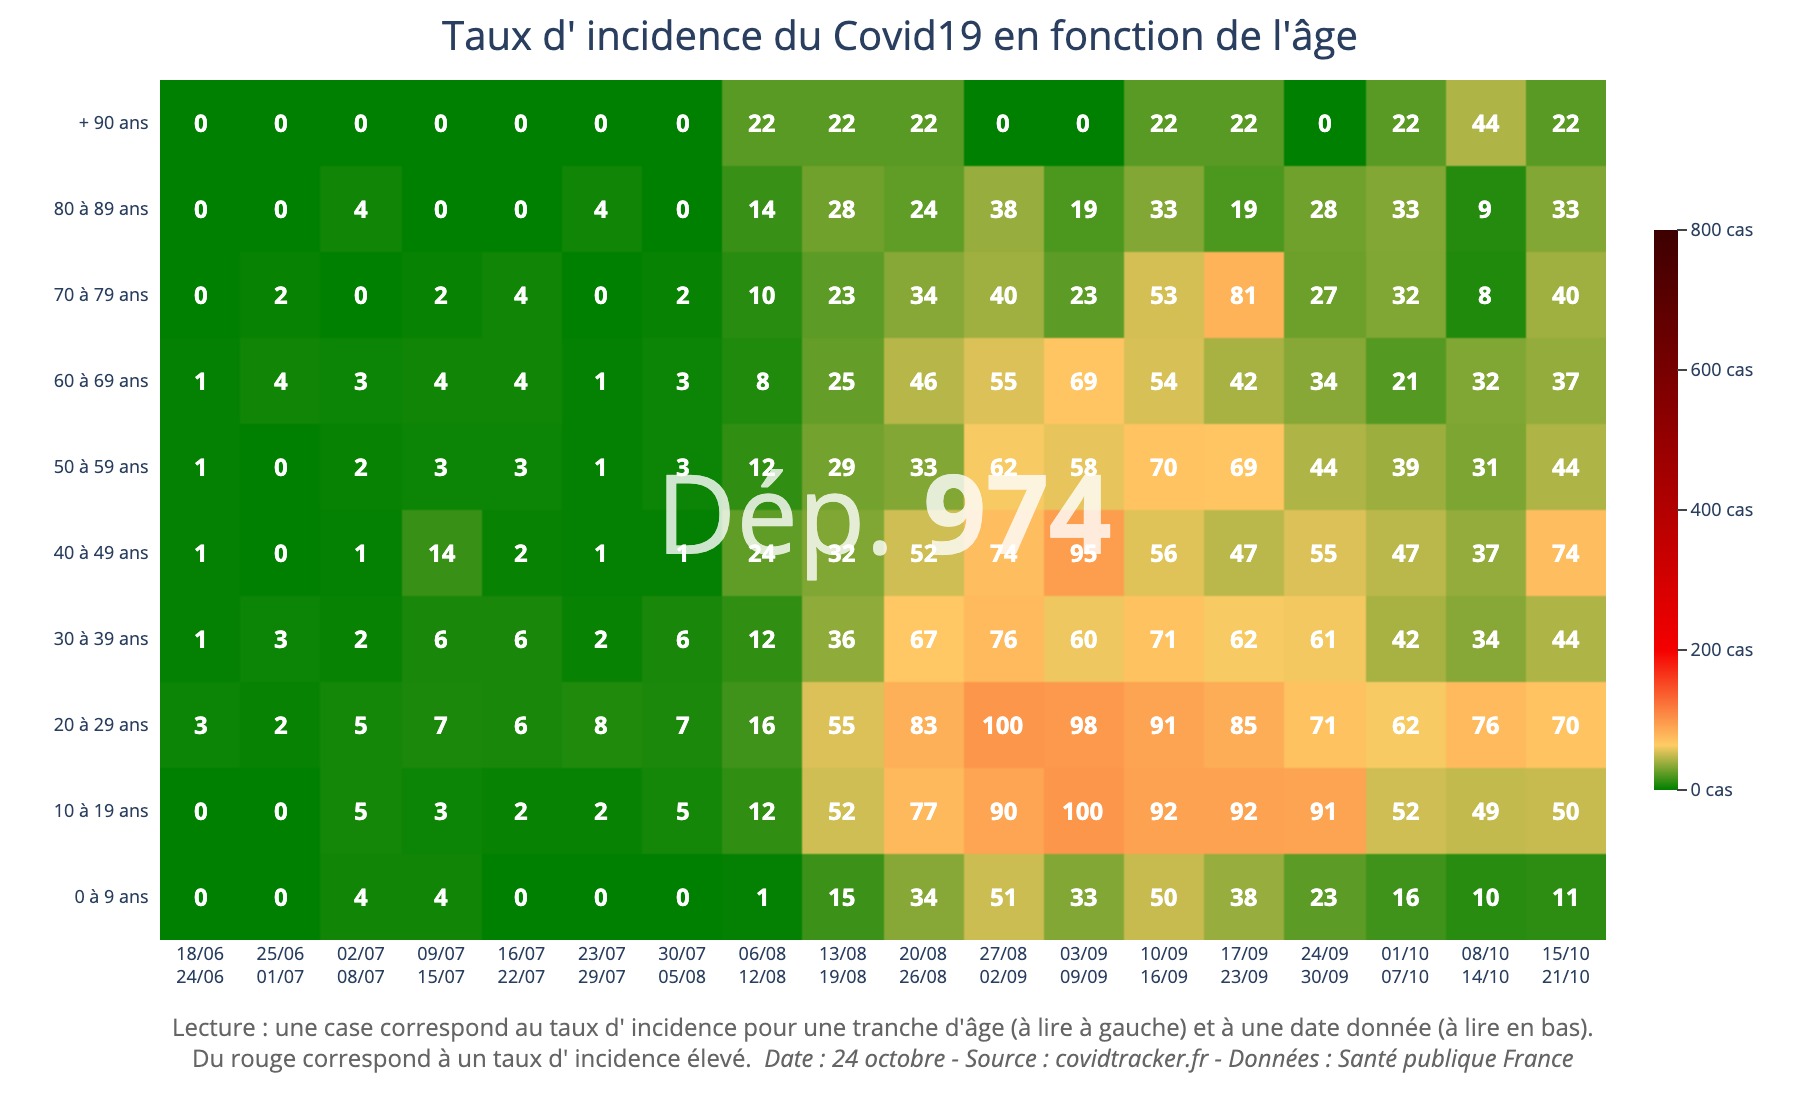 Taux d' incidence du Covid19 en fonction de l'âge
+ 90 ans 0 0 0 0 0 0 0 22 22 22 0 0 22 22 0 22 44 22
80 à 89 ans 0 0 4 0 0 4 0 14 28 24 38 19 33 19 28 33 9 33
70 à 79 ans 0 2 0 2 4 0 2 10 23 34 40 23 53 81 27 32 8 40
60 à 69 ans 1 4 3 4 4 1 3 8 25 46 55 69 54 42 34 21 32 37
50 à 59 ans 1 0 2 3 3 1 3 12 29 33 62 58 70 69 44 39 31 44
Dép. 974
40 à 49 ans 1 0 1 14 2 1 1 24 32 52 74 95 56 47 55 47 37 74
30 à 39 ans 1 3 2 6 6 2 6 12 36 67 76 60 71 62 61 42 34 44
20 à 29 ans 3 2 5 7 6 8 7 16 55 83 100 98 91 85 71 62 76 70
10 à 19 ans 0 0 5 3 2 2 5 12 52 77 90 100 92 92 91 52 49 50
0 à 9 ans 0 0 4 4 0 0 0 1 15 34 51 33 50 38 23 16 10 11
18/06 25/06 02/07 09/07 16/07 23/07 30/07 06/08 13/08 20/08 27/08 03/09 10/09 17/09 24/09 01/10 08/10 15/10
24/06 01/07 08/07 15/07 22/07 29/07 05/08 12/08 19/08 26/08 02/09 09/09 16/09 23/09 30/09 07/10 14/10 21/10
800 cas
600 cas
400 cas
200 cas
0 cas
Lecture : une case correspond au taux d' incidence pour une tranche d'âge (à lire à gauche) et à une date donnée (à lire en bas).
Du rouge correspond à un taux d' incidence élevé. Date : 24 octobre - Source : covidtracker.fr - Données : Santé publique France